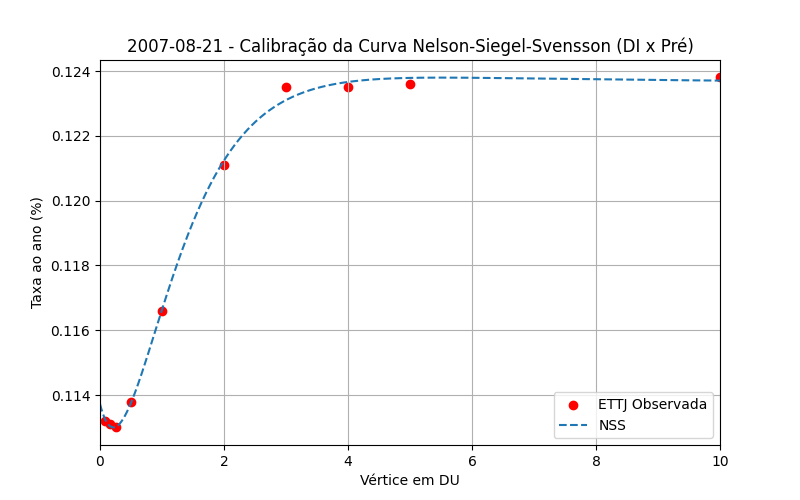 2007-08-21 - Calibração da Curva Nelson-Siegel-Svensson (DI x Pré)
Taxa ao ano (%)
0.124
0.122
0.120
0.118
0.116
0.114
0
2
4
6
8
10
Vértice em DU
ETTJ Observada
NSS